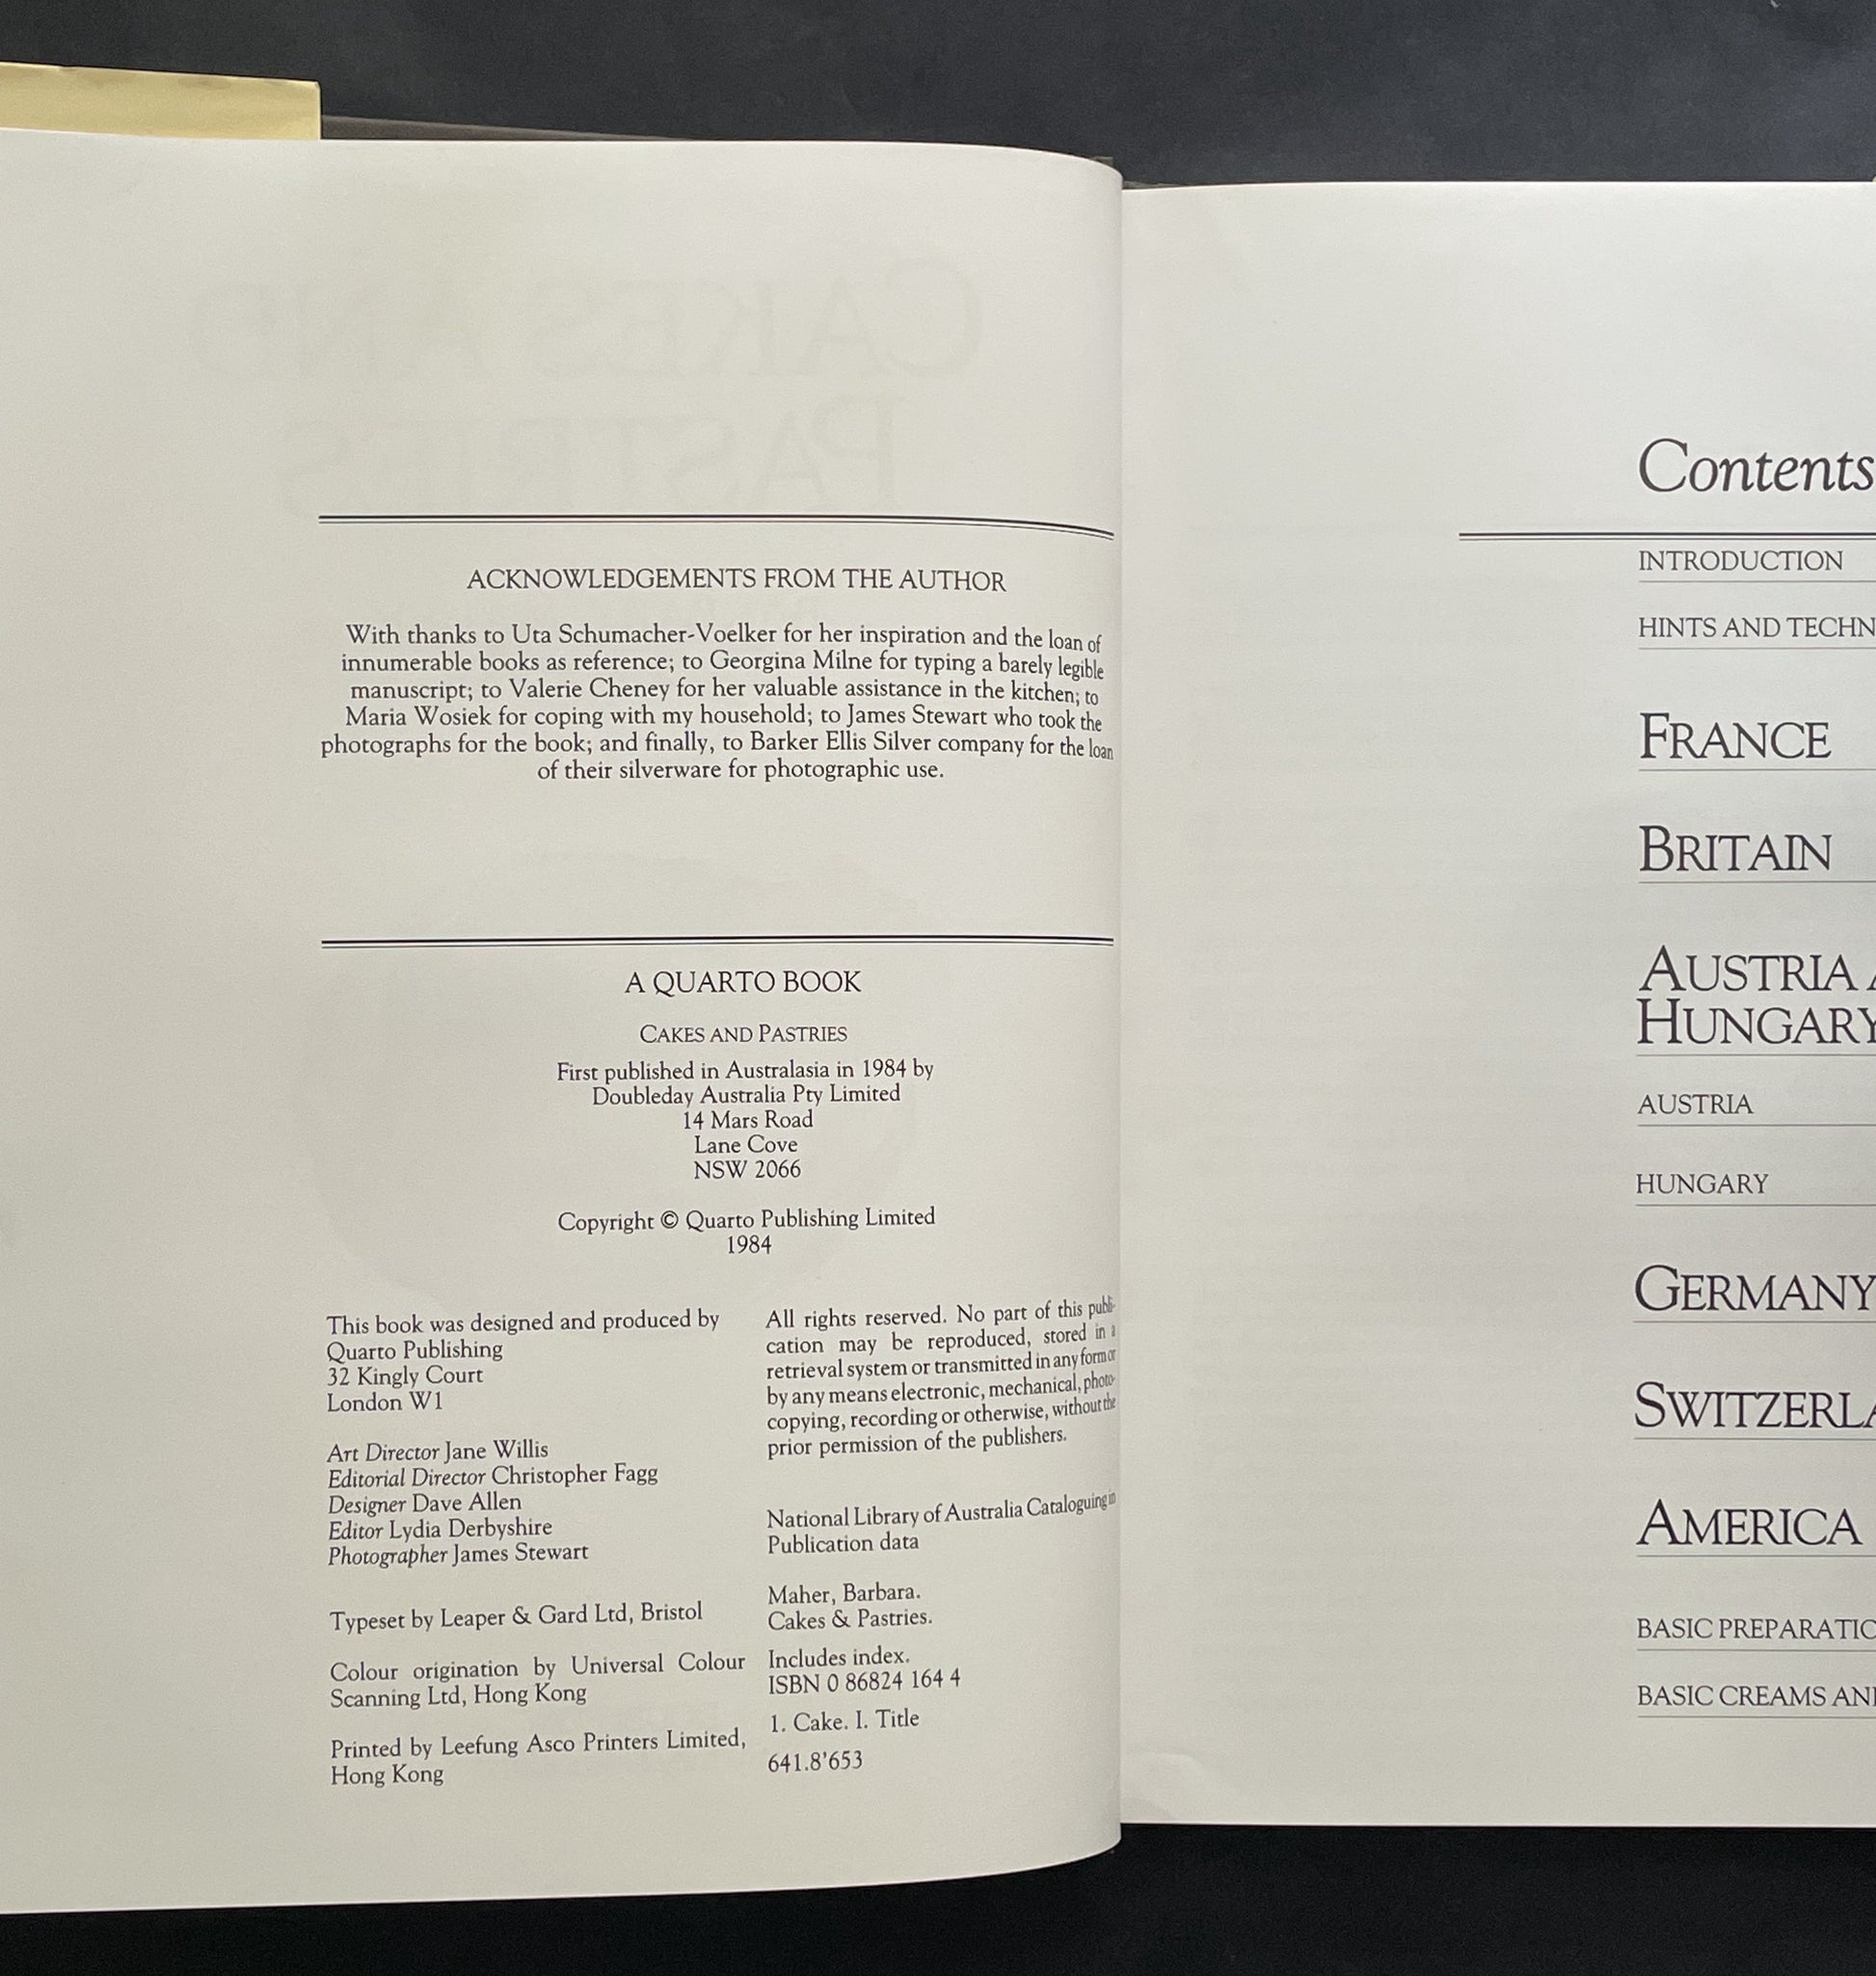 ACKNOWLEDGEMENTS FROM THE AUTHOR
With thanks to Uta Schumacher-Voelker for her inspiration and the loan of
innumerable books as reference; to Georgina Milne for typing a barely legible
manuscript; to Valerie Cheney for her valuable assistance in the kitchen; to
Maria Wosiek for coping with my household; to James Stewart who took the
photographs for the book; and finally, to Barker Ellis Silver company for the loan
of their silverware for photographic use.
A QUARTO BOOK
CAKES AND PASTRIES
First published in Australasia in 1984 by
Doubleday Australia Pty Limited
14 Mars Road
Lane Cove
NSW 2066
Copyright © Quarto Publishing Limited
1984
This book was designed and produced by
Quarto Publishing
32 Kingly Court
London W1
Art Director Jane Willis
Editorial Director Christopher Fagg
Designer Dave Allen
Editor Lydia Derbyshire
Photographer James Stewart
Typeset by Leaper & Gard Ltd, Bristol
Colour origination by Universal Colour
Scanning Ltd, Hong Kong
Printed by Leefung Asco Printers Limited,
Hong Kong
All rights reserved. No part of this publi-
cation may be reproduced, stored in a
retrieval system or transmitted in any form or
by any means electronic, mechanical, photo-
copying, recording or otherwise, without the
prior permission of the publishers.
National Library of Australia Cataloguing in
Publication data
Maher, Barbara.
Cakes & Pastries.
Includes index.
ISBN 0 86824 164 4
1. Cake. I. Title
641.8'653
Contents
INTRODUCTION
HINTS AND TECHN
FRANCE
BRITAIN
AUSTRIA A
HUNGARY
AUSTRIA
HUNGARY
GERMANY
SWITZERLA
AMERICA
BASIC PREPARATIO
BASIC CREAMS AND